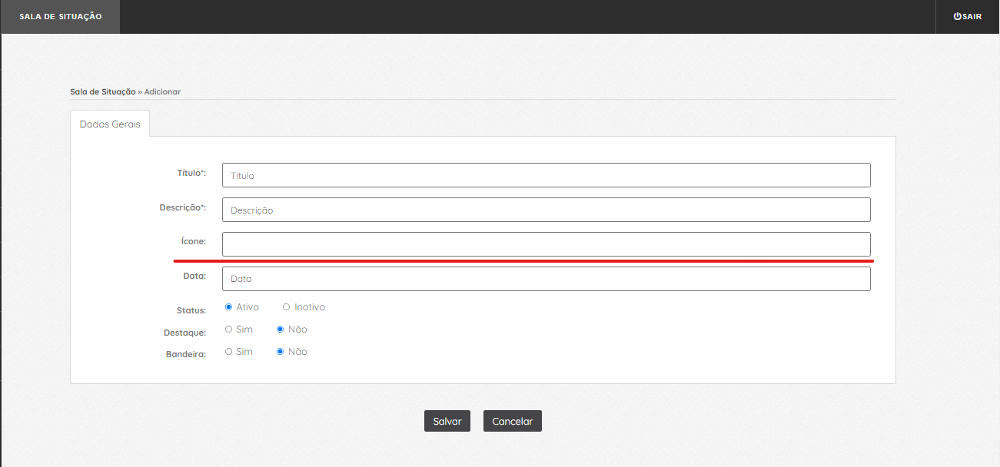 SALA DE SITUAÇÃO
SAIR
Sala de Situação » Adicionar
Dados Gerais
Título*: Título
Descrição*: Descrição
Ícone:
Data: Data
Status: Ativo Inativo
Destaque: Sim Não
Bandeira: Sim Não
Salvar Cancelar